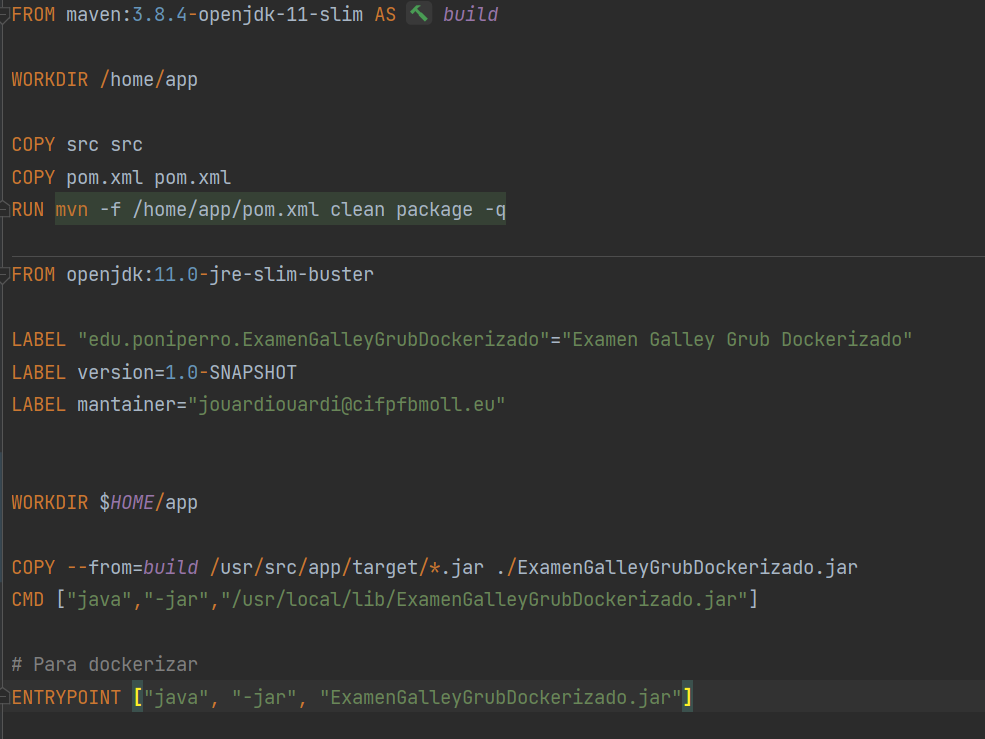 FROM maven:3.8.4-openjdk-11-slim AS build
WORKDIR /home/app
COPY src src
COPY pom.xml pom.xml
RUN mvn -f /home/app/pom.xml clean package -q
FROM openjdk:11.0-jre-slim-buster
LABEL "edu.poniperro.ExamenGalleyGrubDockerizado"="Examen Galley Grub Dockerizado"
LABEL version=1.0-SNAPSHOT
LABEL mantainer="jouardiouardi@cifpfbmoll.eu"
WORKDIR $HOME/app
COPY --from=build /usr/src/app/target/*.jar ./ExamenGalleyGrubDockerizado.jar
CMD ["java","-jar","/usr/local/lib/ExamenGalleyGrubDockerizado.jar"]
# Para dockerizar
ENTRYPOINT ["java", "-jar", "ExamenGalleyGrubDockerizado.jar"]